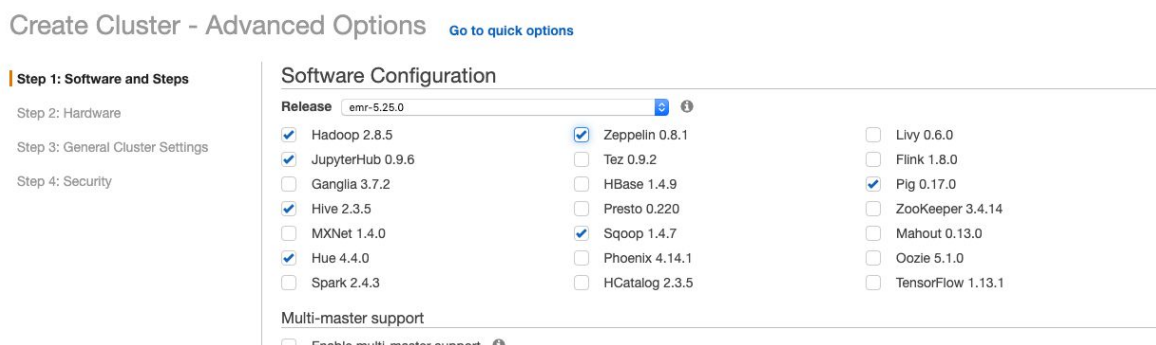 Create Cluster - Advanced Options Go to quick options
Step 1: Software and Steps
Step 2: Hardware
Step 3: General Cluster Settings
Step 4: Security
Software Configuration
Release emr-5.25.0
Hadoop 2.8.5 Zeppelin 0.8.1 Livy 0.6.0
JupyterHub 0.9.6 Tez 0.9.2 Flink 1.8.0
Ganglia 3.7.2 HBase 1.4.9 Pig 0.17.0
Hive 2.3.5 Presto 0.220 ZooKeeper 3.4.14
MXNet 1.4.0 Sqoop 1.4.7 Mahout 0.13.0
Hue 4.4.0 Phoenix 4.14.1 Oozie 5.1.0
Spark 2.4.3 HCatalog 2.3.5 TensorFlow 1.13.1
Multi-master support
Enable multi-master support